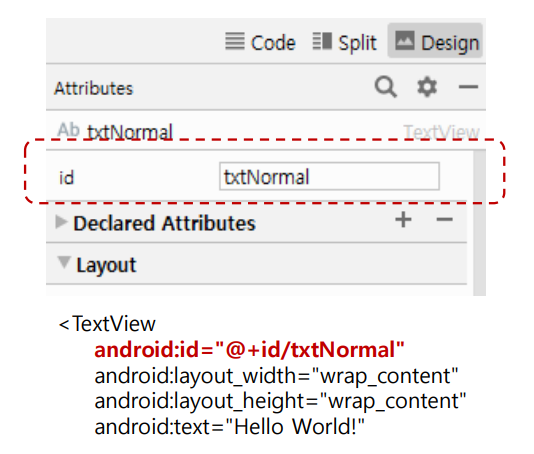 Code Split Design
Attributes
Ab txtNormal TextView
id txtNormal
Declared Attributes + −
Layout
<TextView
android:id="@+id/txtNormal"
android:layout_width="wrap_content"
android:layout_height="wrap_content"
android:text="Hello World!"